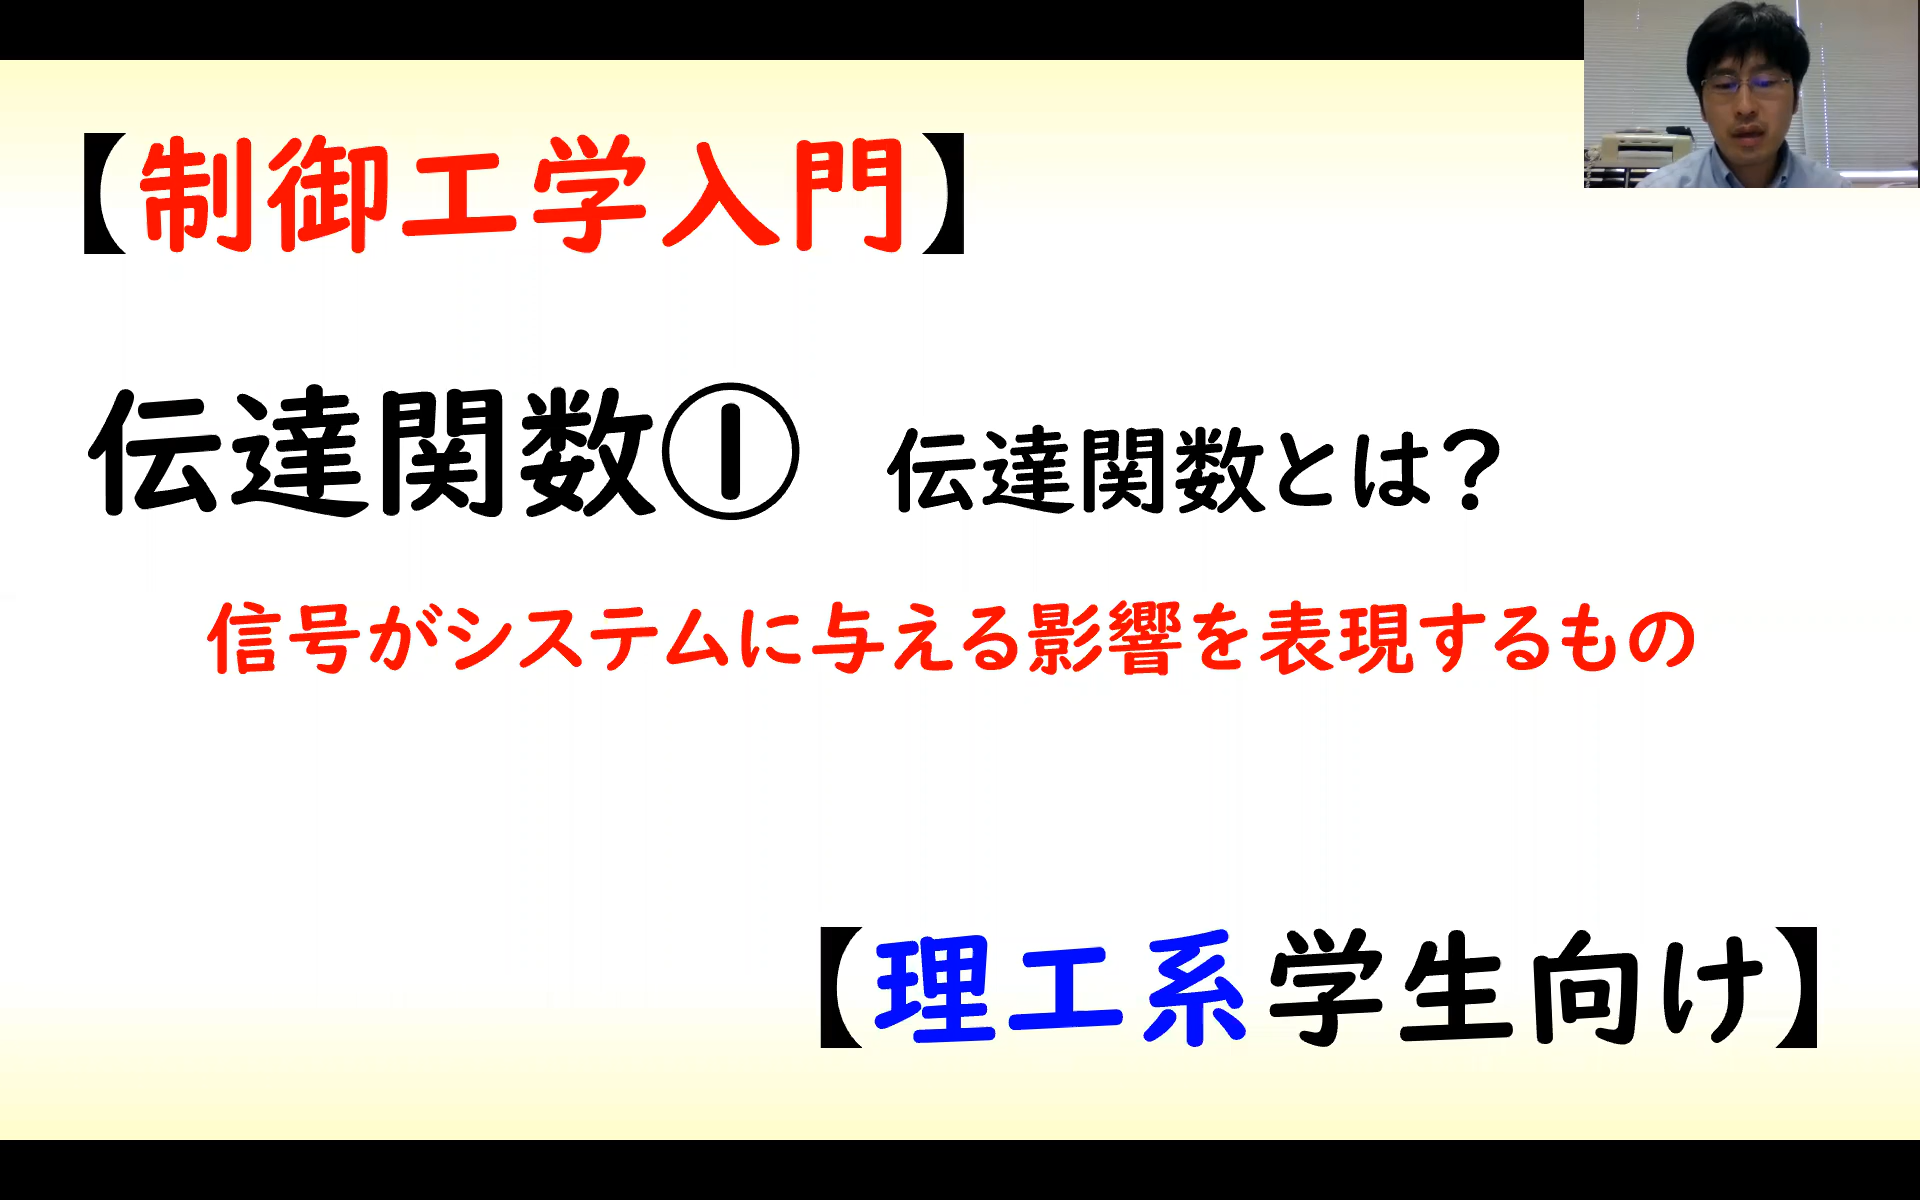 【制御工学入門】
伝達関数① 伝達関数とは？
信号がシステムに与える影響を表現するもの
【理工系学生向け】